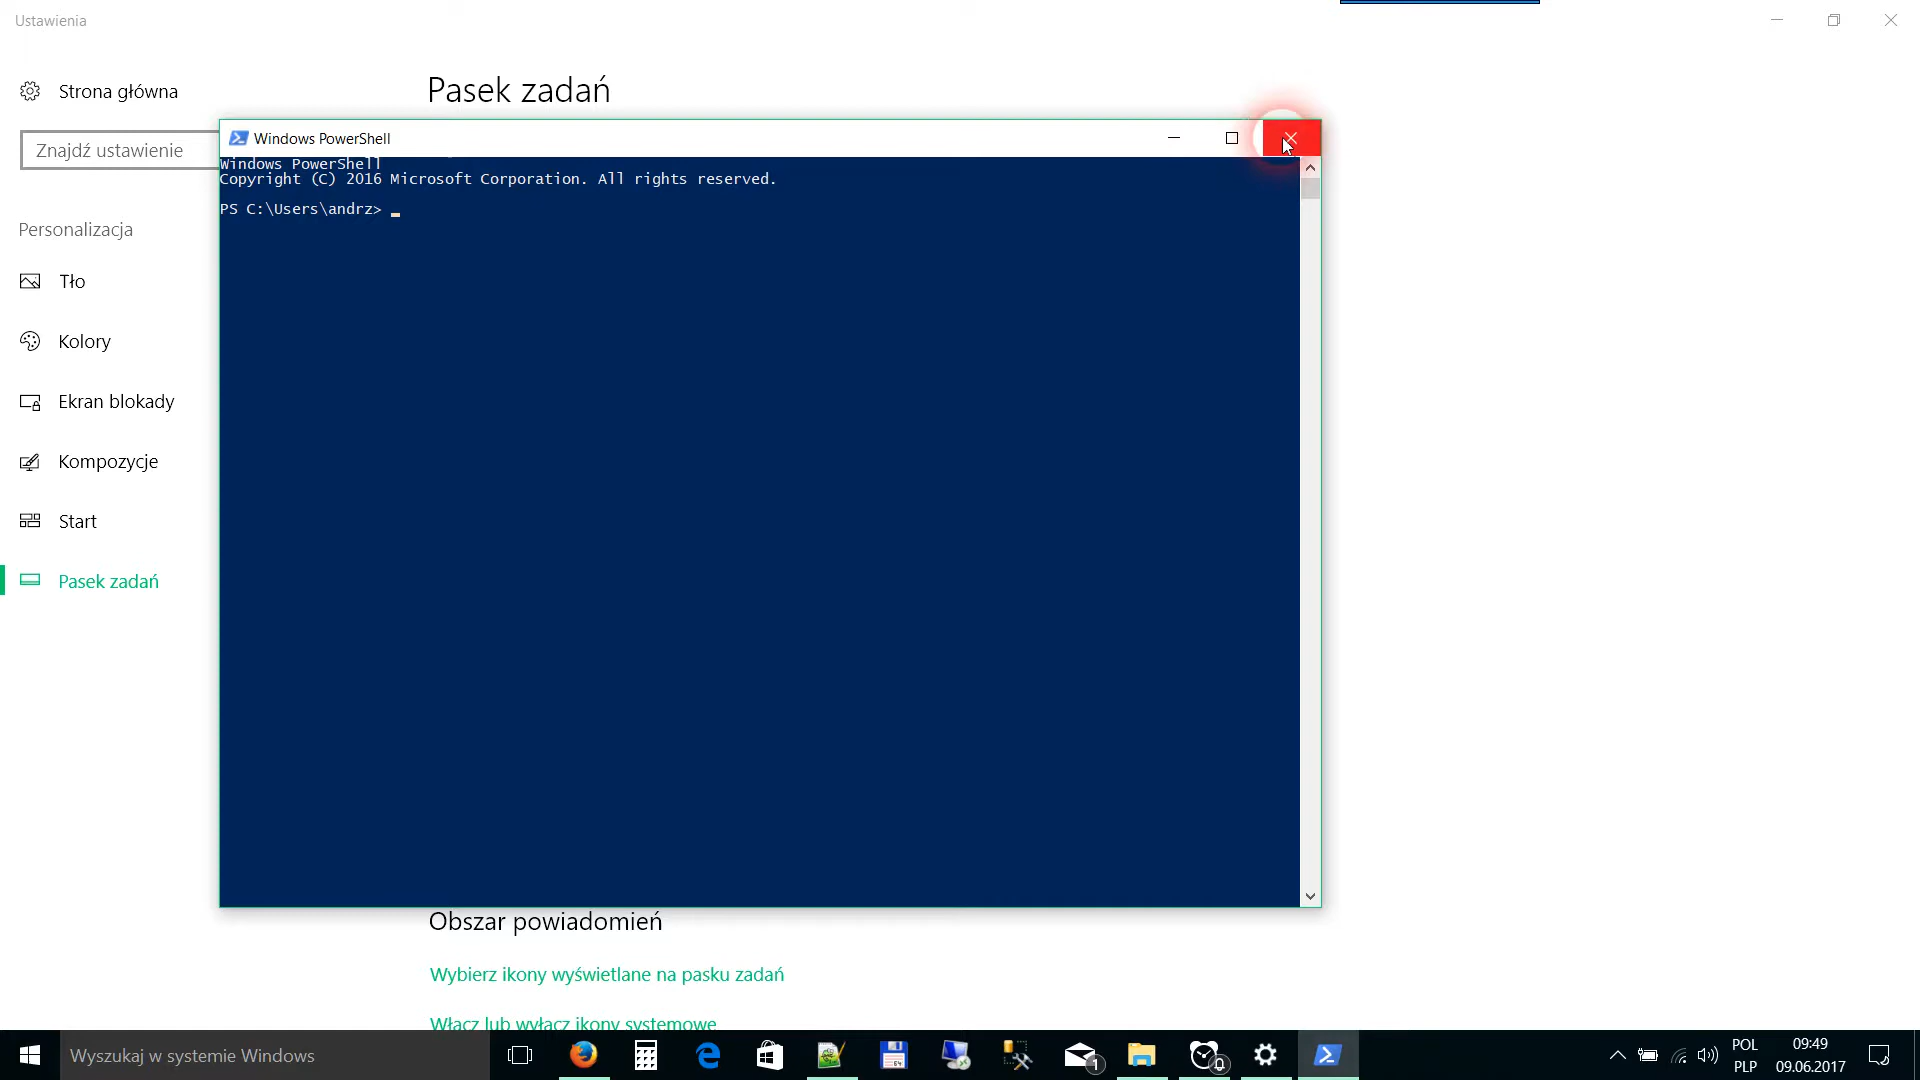 Ustawienia
Strona główna
Znajdź ustawienie
Personalizacja
Tło
Kolory
Ekran blokady
Kompozycje
Start
Pasek zadań
Pasek zadań
Windows PowerShell
Windows PowerShell
Copyright (C) 2016 Microsoft Corporation. All rights reserved.
PS C:\Users\andrz> _
Obszar powiadomień
Wybierz ikony wyświetlane na pasku zadań
Włącz lub wyłącz ikony systemowe
Wyszukaj w systemie Windows
64
1
POL
PLP
09:49
09.06.2017